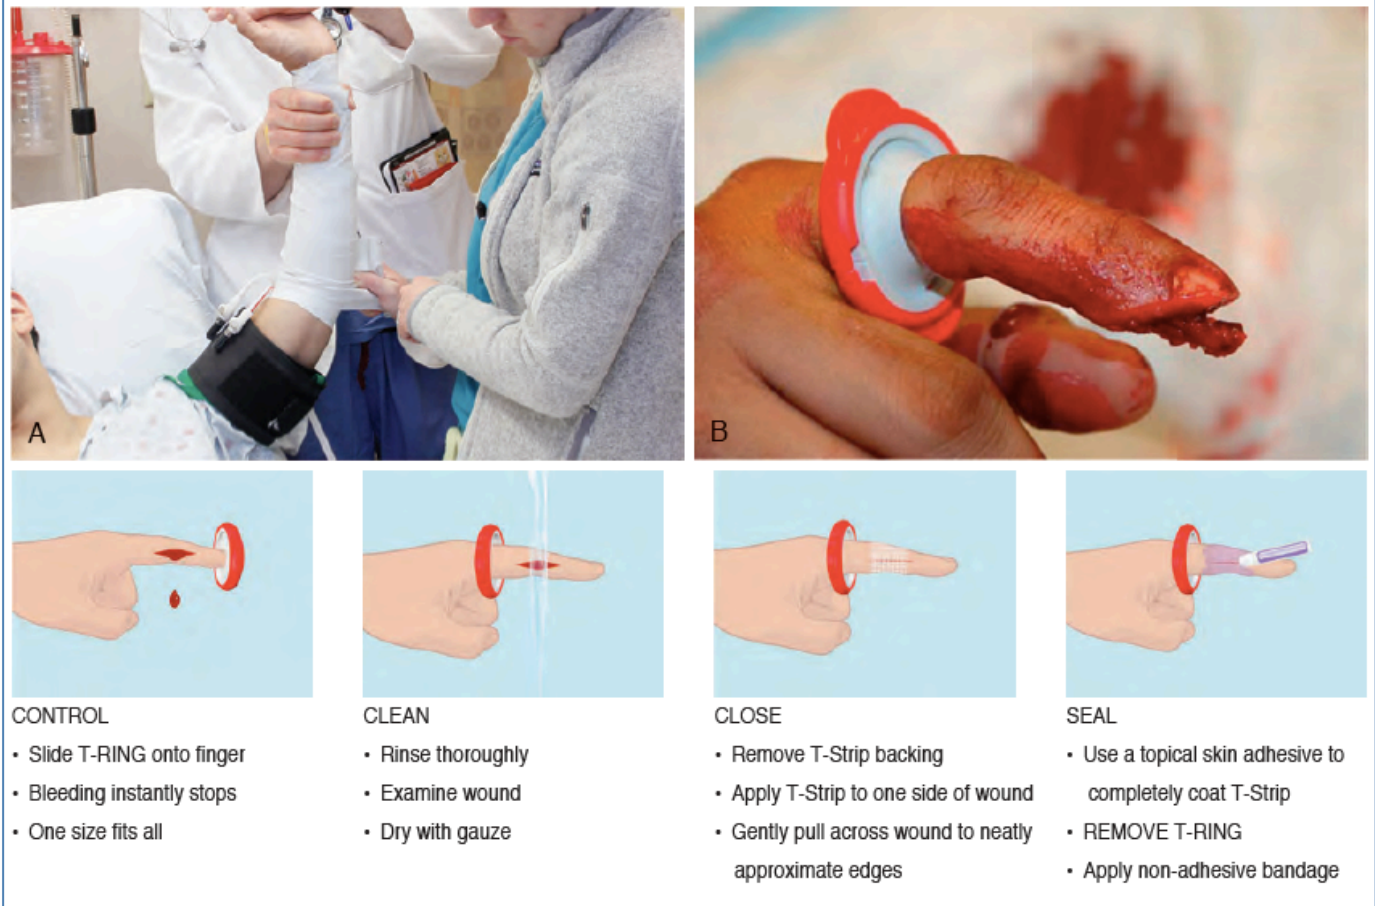 A
B
CONTROL
• Slide T-RING onto finger
• Bleeding instantly stops
• One size fits all
CLEAN
• Rinse thoroughly
• Examine wound
• Dry with gauze
CLOSE
• Remove T-Strip backing
• Apply T-Strip to one side of wound
• Gently pull across wound to neatly
approximate edges
SEAL
• Use a topical skin adhesive to
completely coat T-Strip
• REMOVE T-RING
• Apply non-adhesive bandage